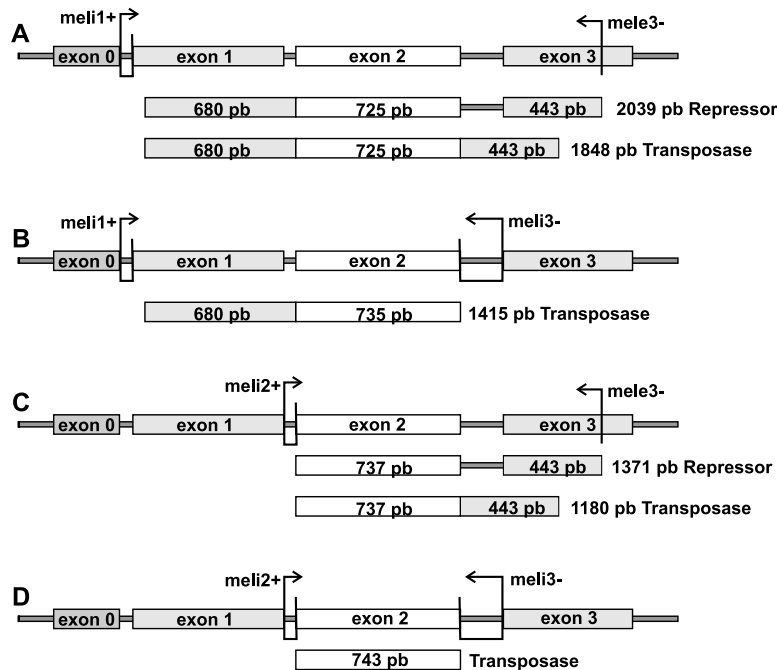 A meli1+ mele3-
exon 0 exon 1 exon 2 exon 3
680 pb 725 pb 443 pb 2039 pb Repressor
680 pb 725 pb 443 pb 1848 pb Transposase
B meli1+ meli3-
exon 0 exon 1 exon 2 exon 3
680 pb 735 pb 1415 pb Transposase
C meli2+ mele3-
exon 0 exon 1 exon 2 exon 3
737 pb 443 pb 1371 pb Repressor
737 pb 443 pb 1180 pb Transposase
D meli2+ meli3-
exon 0 exon 1 exon 2 exon 3
743 pb Transposase